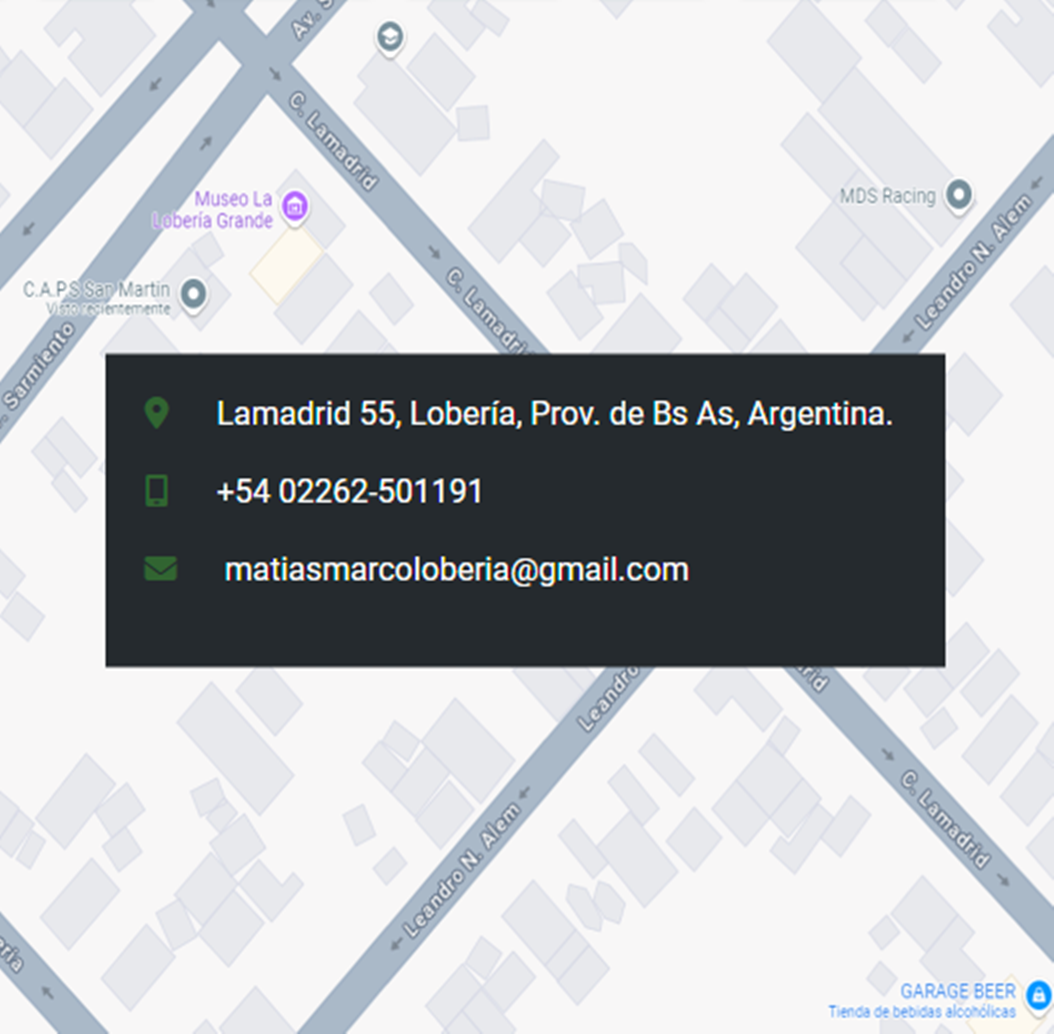 Av. S
C. Lamadrid
Museo La
Lobería Grande
MDS Racing
Leandro N. Alem
C. Lamadrid
C.A.P.S San Martin
Visto recientemente
Sarmiento
Lamadrid 55, Lobería, Prov. de Bs As, Argentina.
+54 02262-501191
matiasmarcoloberia@gmail.com
Leandro
rid
C. Lamadrid
Leandro N. Alem
ería
GARAGE BEER
Tienda de bebidas alcohólicas